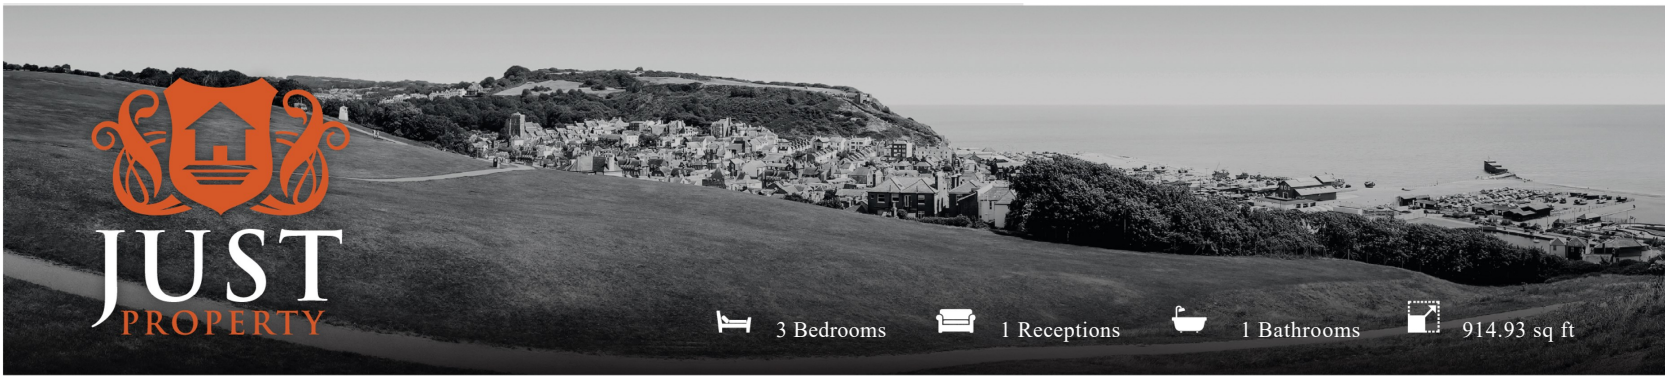 JUST
PROPERTY
3 Bedrooms
1 Receptions
1 Bathrooms
914.93 sq ft